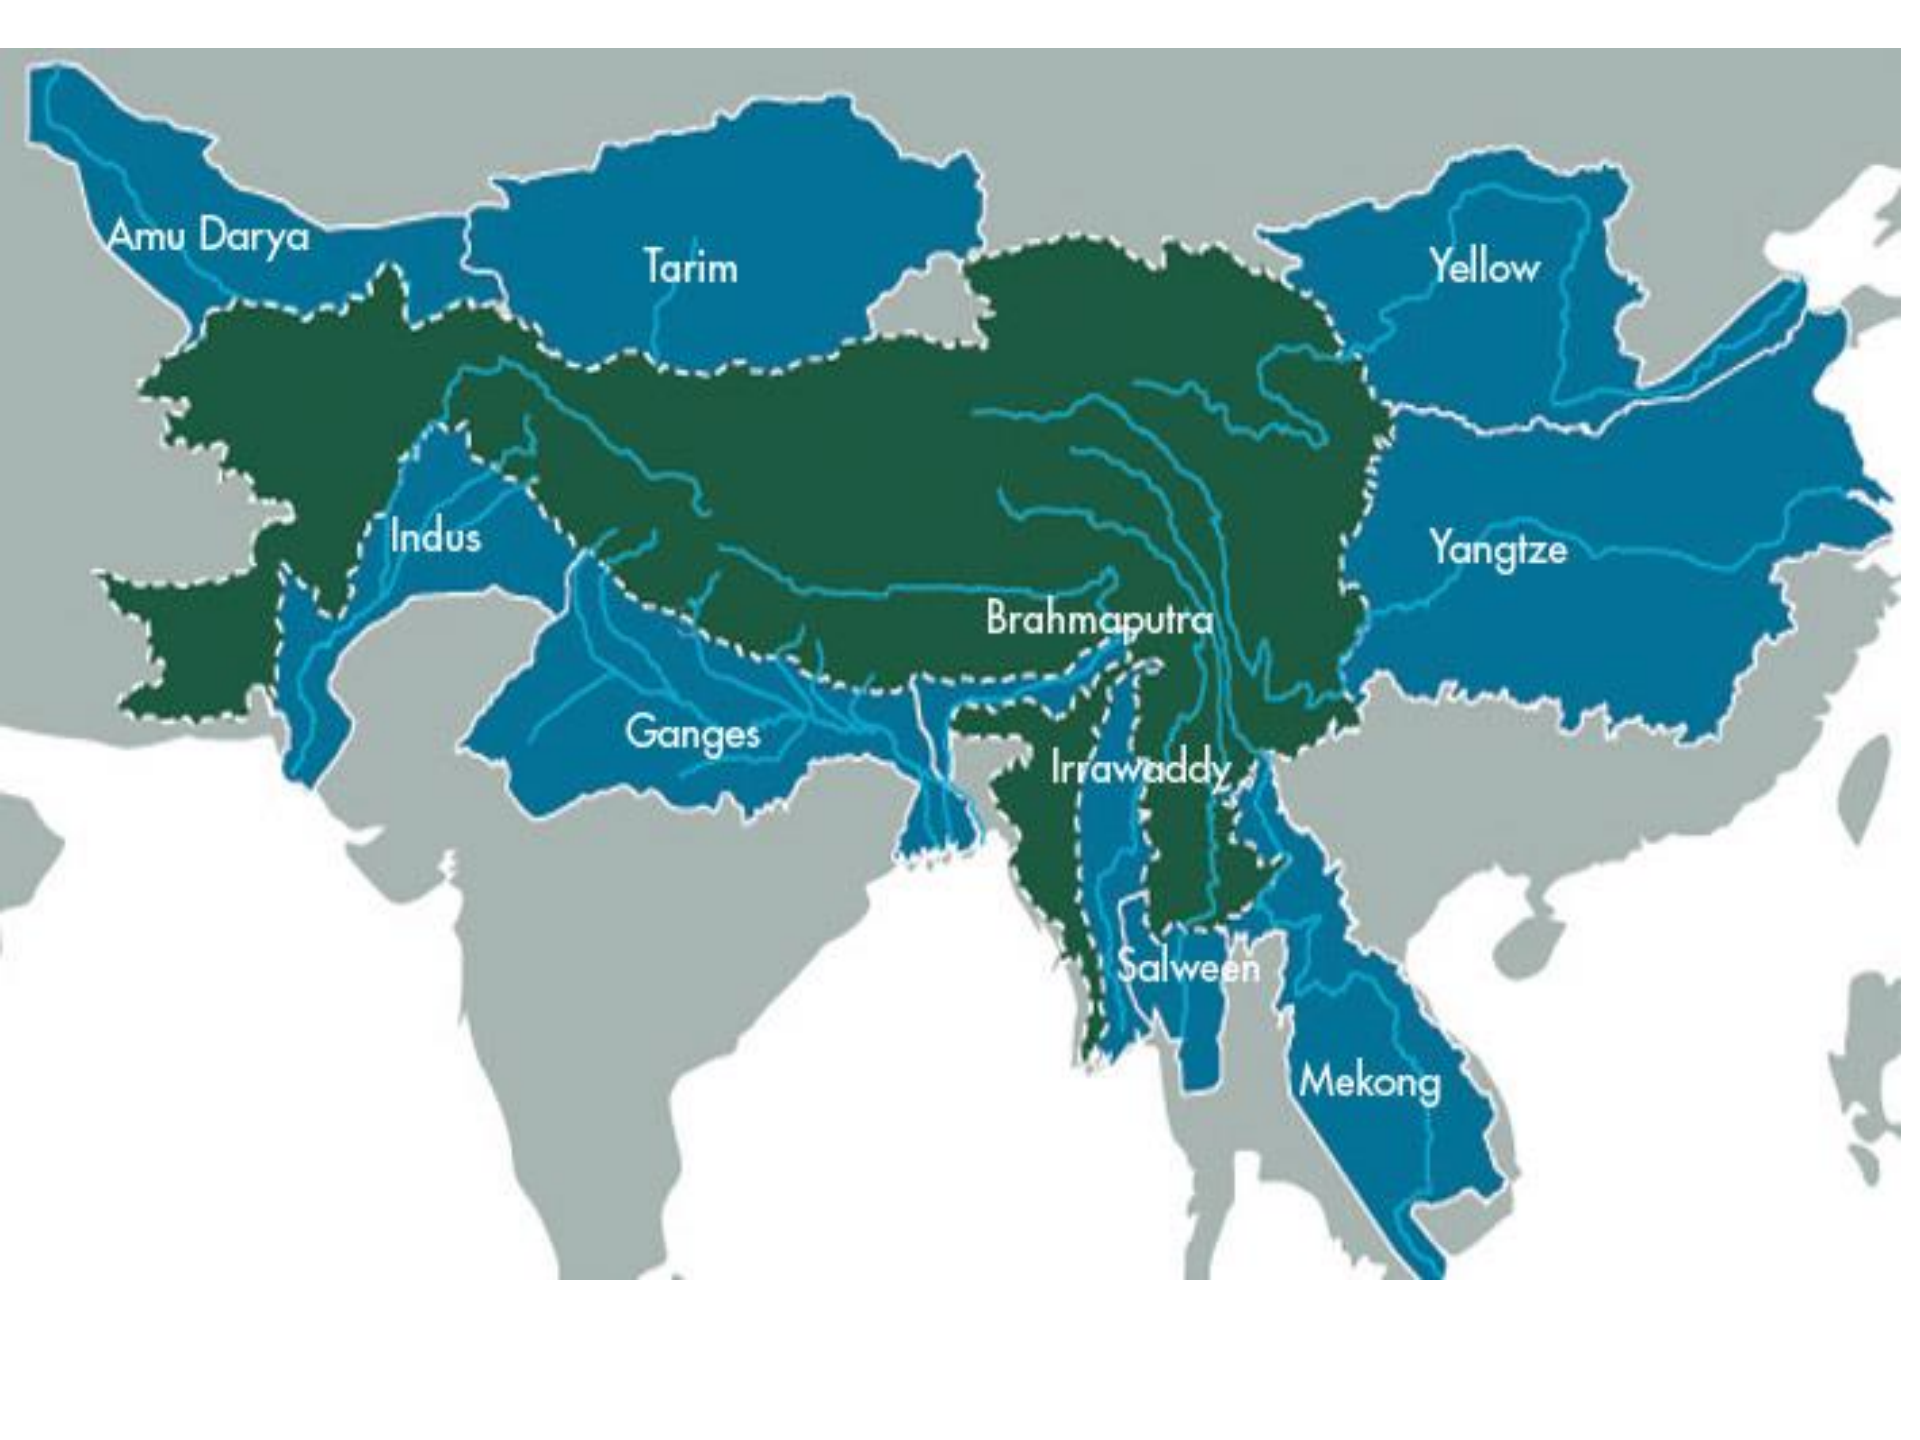 Amu Darya
Tarim
Yellow
Indus
Yangtze
Brahmaputra
Ganges
Irrawaddy
Salween
Mekong